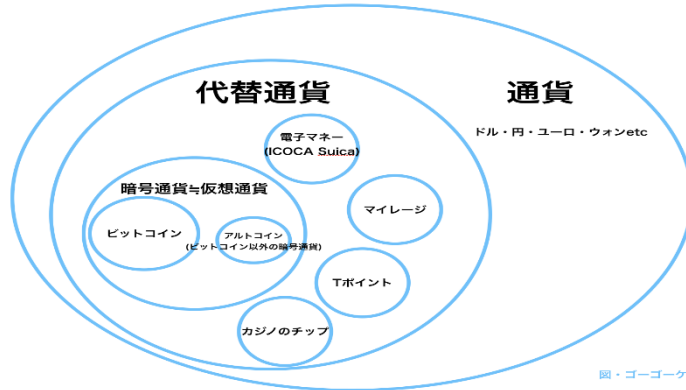 代替通貨
通貨
電子マネー
(ICOCA Suica)
ドル・円・ユーロ・ウォンetc
暗号通貨≒仮想通貨
マイレージ
ビットコイン
アルトコイン
(ビットコイン以外の暗号通貨)
Tポイント
カジノのチップ
図・ゴーゴーケ